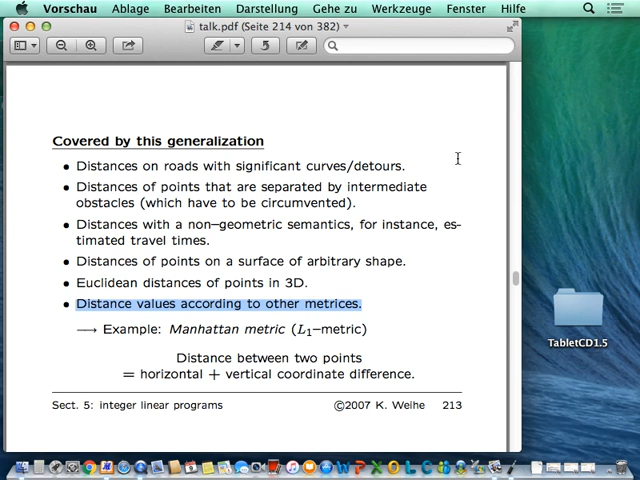 Vorschau Ablage Bearbeiten Darstellung Gehe zu Werkzeuge Fenster Hilfe
talk.pdf (Seite 214 von 382)
Covered by this generalization
• Distances on roads with significant curves/detours.
• Distances of points that are separated by intermediate
obstacles (which have to be circumvented).
• Distances with a non–geometric semantics, for instance, es-
timated travel times.
• Distances of points on a surface of arbitrary shape.
• Euclidean distances of points in 3D.
• Distance values according to other metrices.
⟶ Example: Manhattan metric (L₁–metric)
Distance between two points
= horizontal + vertical coordinate difference.
Sect. 5: integer linear programs ©2007 K. Weihe 213
TabletCD1.5